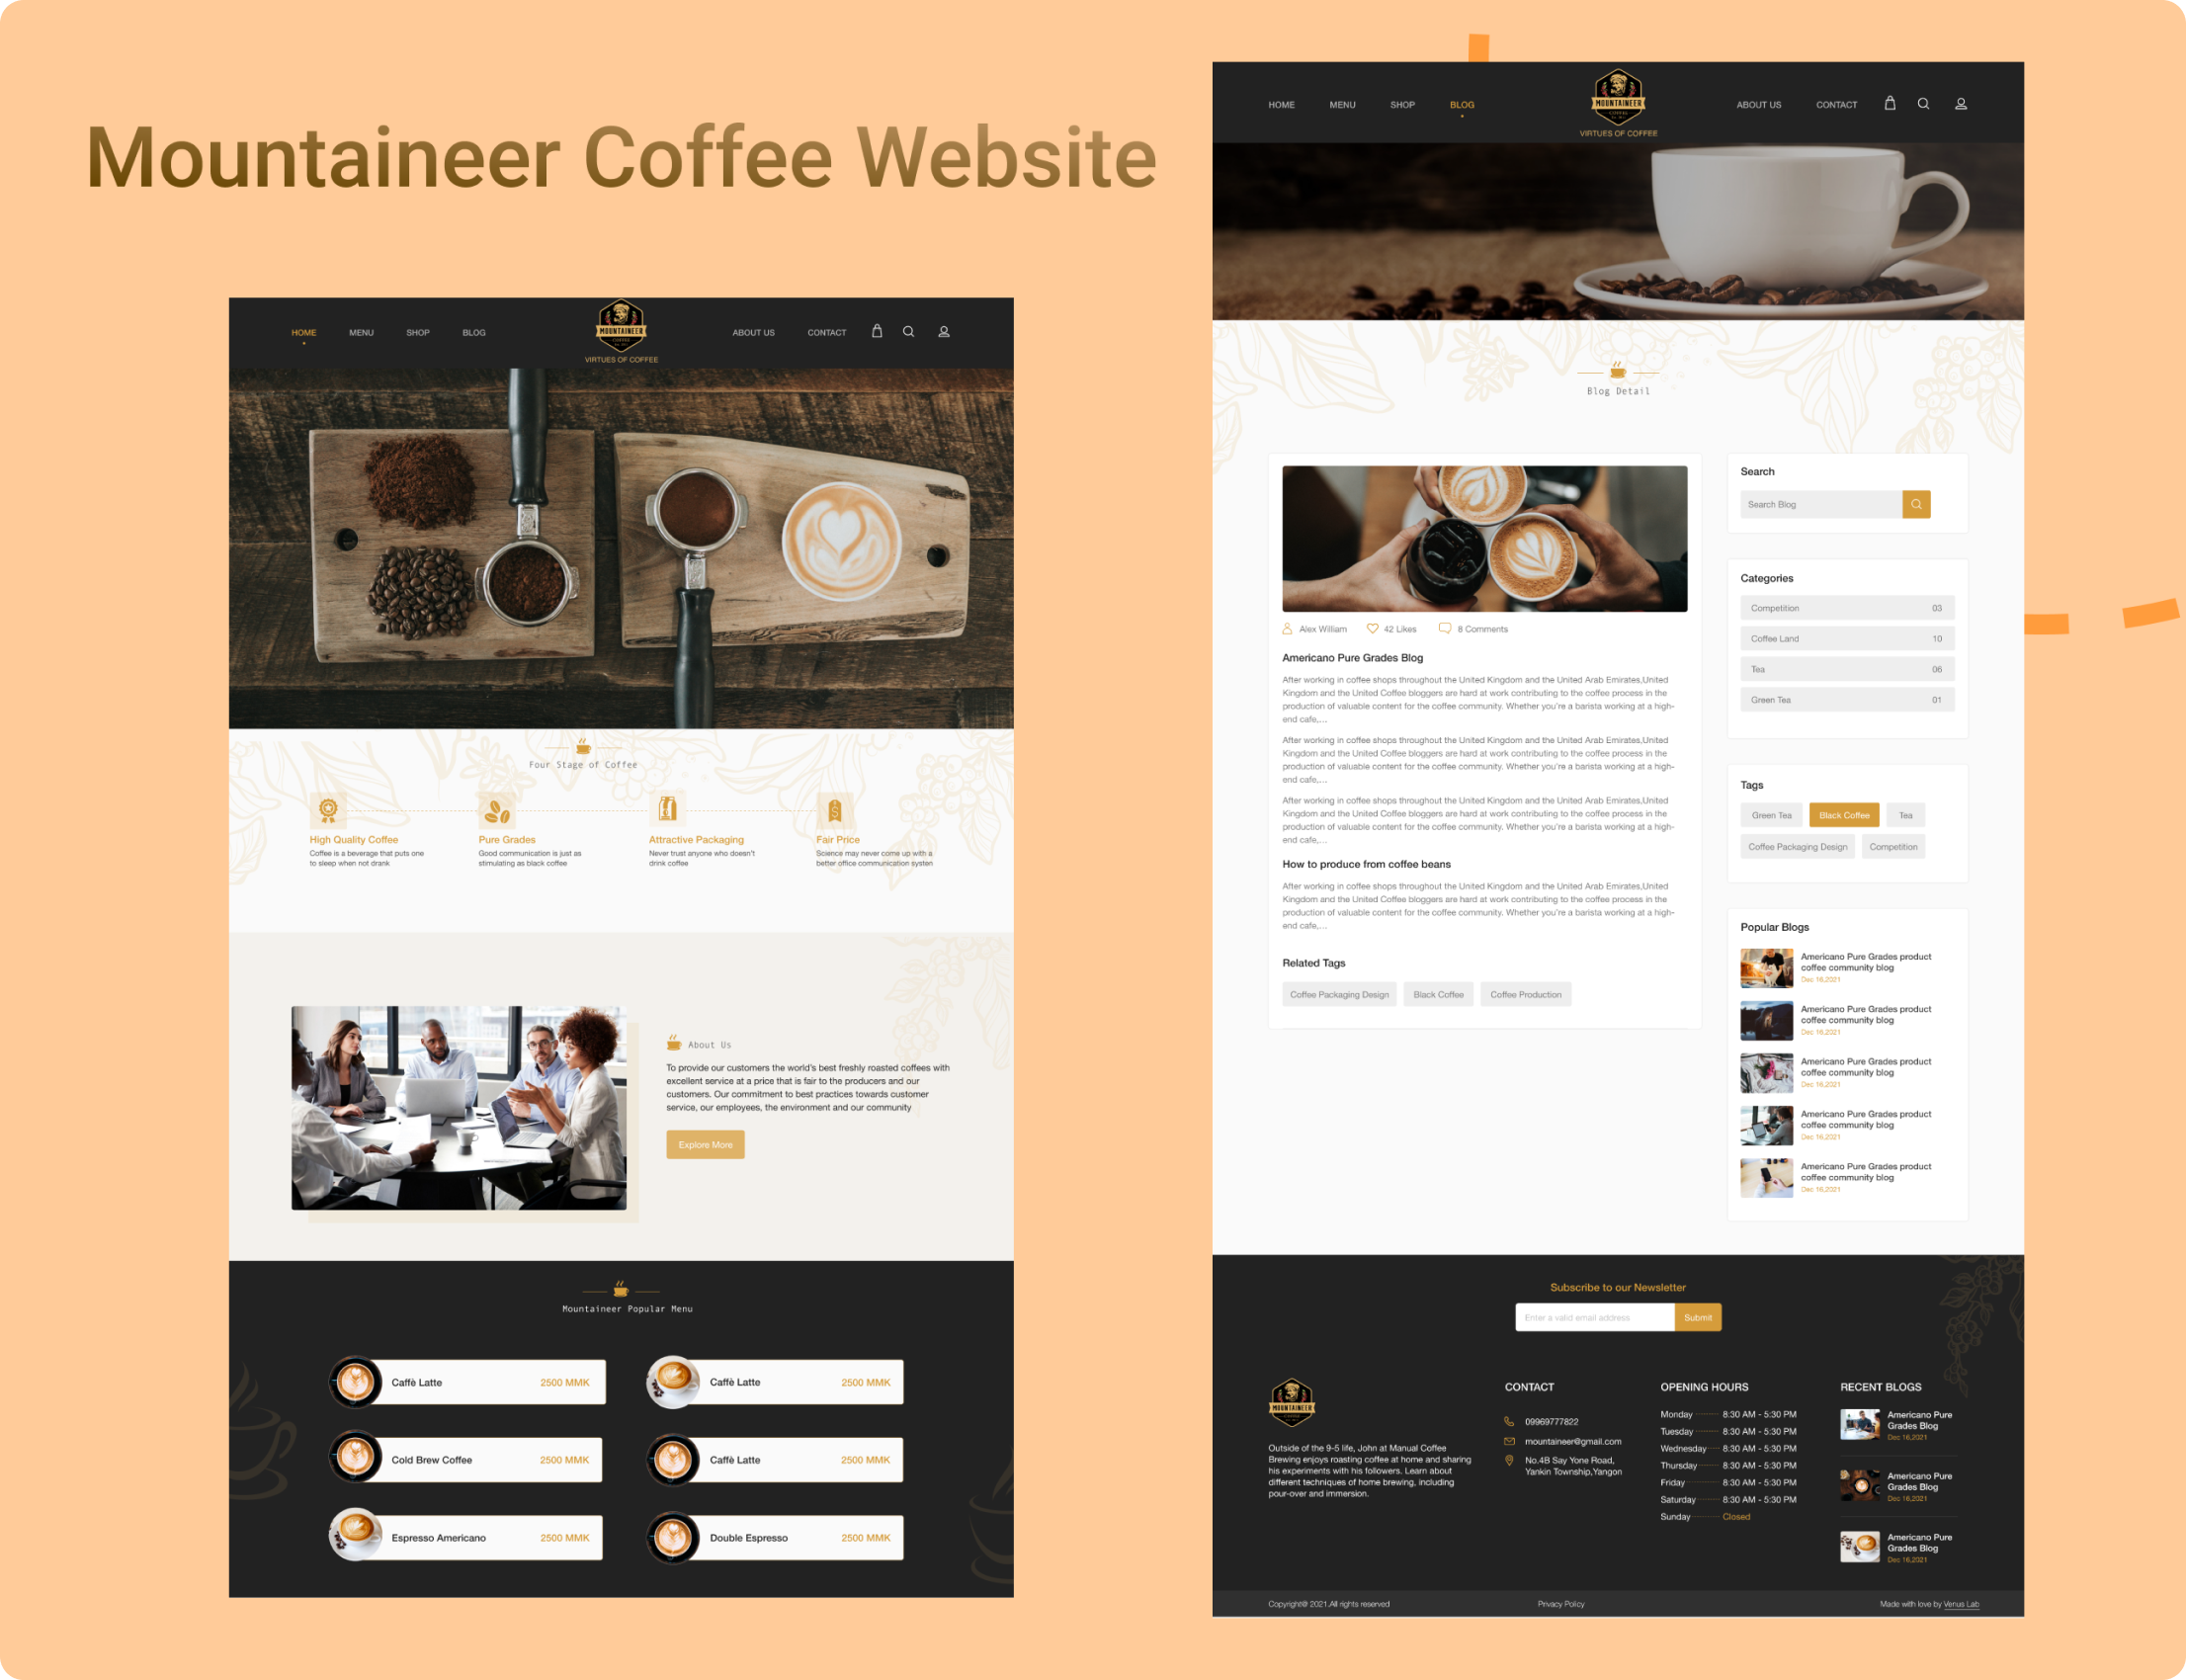 Mountaineer Coffee Website
HOME
MENU
SHOP
BLOG
MOUNTAINEER
COFFEE
VIRTUES OF COFFEE
ABOUT US
CONTACT
Four Stage of Coffee
High Quality Coffee
Coffee is a beverage that puts one
to sleep when not drank
Pure Grades
Good communication is just as
stimulating as black coffee
Attractive Packaging
Never trust anyone who doesn't
drink coffee
Fair Price
Science may never come up with a
better office communication systen
About Us
To provide our customers the world's best freshly roasted coffees with
excellent service at a price that is fair to the producers and our
customers. Our commitment to best practices towards customer
service, our employees, the environment and our community
Explore More
Mountaineer Popular Menu
Caffè Latte 2500 MMK
Caffè Latte 2500 MMK
Cold Brew Coffee 2500 MMK
Caffè Latte 2500 MMK
Espresso Americano 2500 MMK
Double Espresso 2500 MMK
HOME
MENU
SHOP
BLOG
MOUNTAINEER
COFFEE
VIRTUES OF COFFEE
ABOUT US
CONTACT
Blog Detail
Alex William
42 Likes
8 Comments
Americano Pure Grades Blog
After working in coffee shops throughout the United Kingdom and the United Arab Emirates,United
Kingdom and the United Coffee bloggers are hard at work contributing to the coffee process in the
production of valuable content for the coffee community. Whether you're a barista working at a high-
end cafe,...
After working in coffee shops throughout the United Kingdom and the United Arab Emirates,United
Kingdom and the United Coffee bloggers are hard at work contributing to the coffee process in the
production of valuable content for the coffee community. Whether you're a barista working at a high-
end cafe,...
After working in coffee shops throughout the United Kingdom and the United Arab Emirates,United
Kingdom and the United Coffee bloggers are hard at work contributing to the coffee process in the
production of valuable content for the coffee community. Whether you're a barista working at a high-
end cafe,...
How to produce from coffee beans
After working in coffee shops throughout the United Kingdom and the United Arab Emirates,United
Kingdom and the United Coffee bloggers are hard at work contributing to the coffee process in the
production of valuable content for the coffee community. Whether you're a barista working at a high-
end cafe,...
Related Tags
Coffee Packaging Design
Black Coffee
Coffee Production
Search
Search Blog
Categories
Competition 03
Coffee Land 10
Tea 06
Green Tea 01
Tags
Green Tea
Black Coffee
Tea
Coffee Packaging Design
Competition
Popular Blogs
Americano Pure Grades product
coffee community blog
Dec 16,2021
Americano Pure Grades product
coffee community blog
Dec 16,2021
Americano Pure Grades product
coffee community blog
Dec 16,2021
Americano Pure Grades product
coffee community blog
Dec 16,2021
Americano Pure Grades product
coffee community blog
Dec 16,2021
Subscribe to our Newsletter
Enter a valid email address
Submit
MOUNTAINEER
Outside of the 9-5 life, John at Manual Coffee
Brewing enjoys roasting coffee at home and sharing
his experiments with his followers. Learn about
different techniques of home brewing, including
pour-over and immersion.
CONTACT
09969777822
mountaineer@gmail.com
No.4B Say Yone Road,
Yankin Township,Yangon
OPENING HOURS
Monday 8:30 AM - 5:30 PM
Tuesday 8:30 AM - 5:30 PM
Wednesday 8:30 AM - 5:30 PM
Thursday 8:30 AM - 5:30 PM
Friday 8:30 AM - 5:30 PM
Saturday 8:30 AM - 5:30 PM
Sunday Closed
RECENT BLOGS
Americano Pure
Grades Blog
Dec 16,2021
Americano Pure
Grades Blog
Dec 16,2021
Americano Pure
Grades Blog
Dec 16,2021
Copyright@ 2021.All rights reserved
Privacy Policy
Made with love by Venus Lab